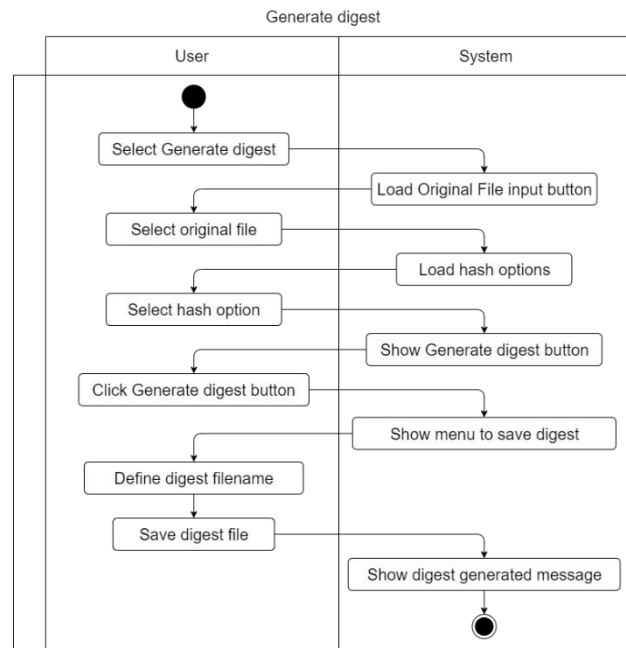 Generate digest
User
System
Select Generate digest
Load Original File input button
Select original file
Load hash options
Select hash option
Show Generate digest button
Click Generate digest button
Show menu to save digest
Define digest filename
Save digest file
Show digest generated message